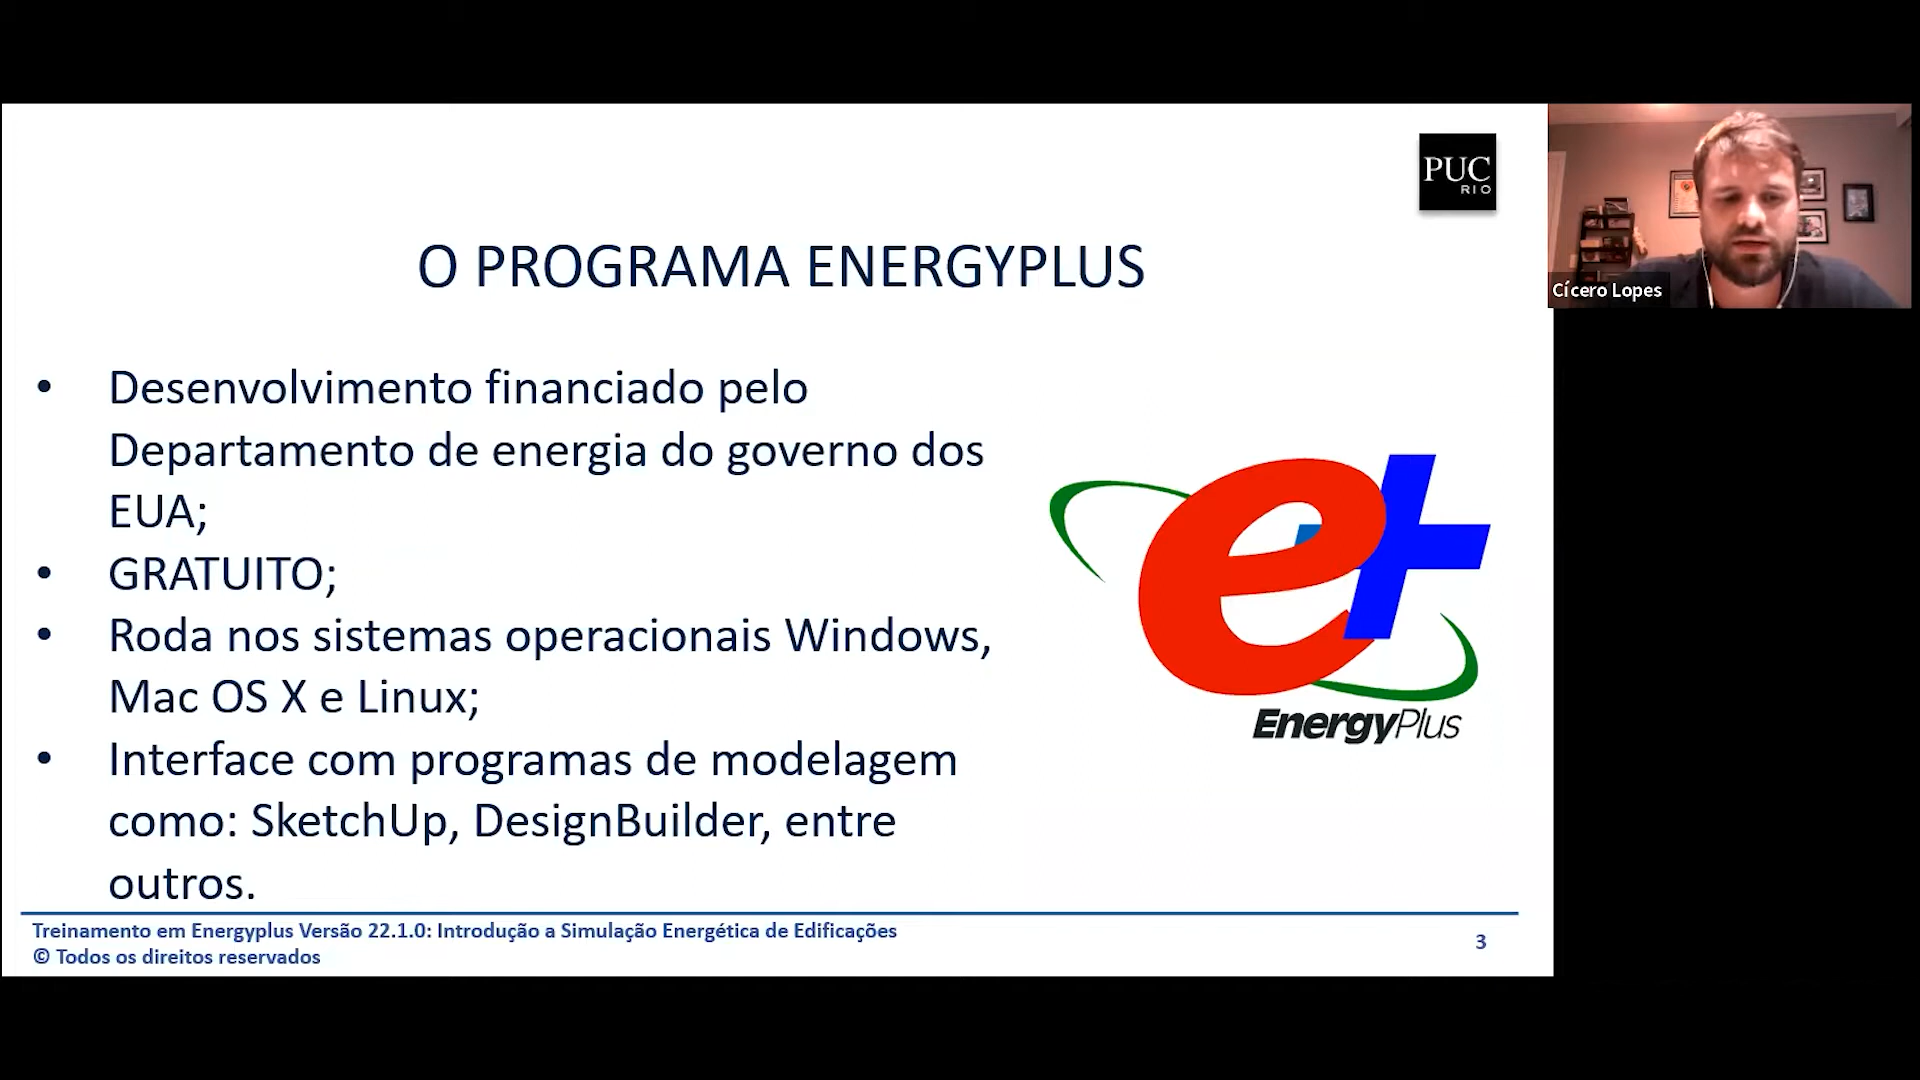 PUC
RIO
O PROGRAMA ENERGYPLUS
• Desenvolvimento financiado pelo
Departamento de energia do governo dos
EUA;
• GRATUITO;
• Roda nos sistemas operacionais Windows,
Mac OS X e Linux;
• Interface com programas de modelagem
como: SketchUp, DesignBuilder, entre
outros.
e+
EnergyPlus
Treinamento em Energyplus Versão 22.1.0: Introdução a Simulação Energética de Edificações
© Todos os direitos reservados
3
Cícero Lopes